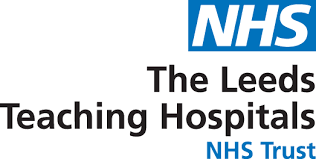 NHS
The Leeds
Teaching Hospitals
NHS Trust